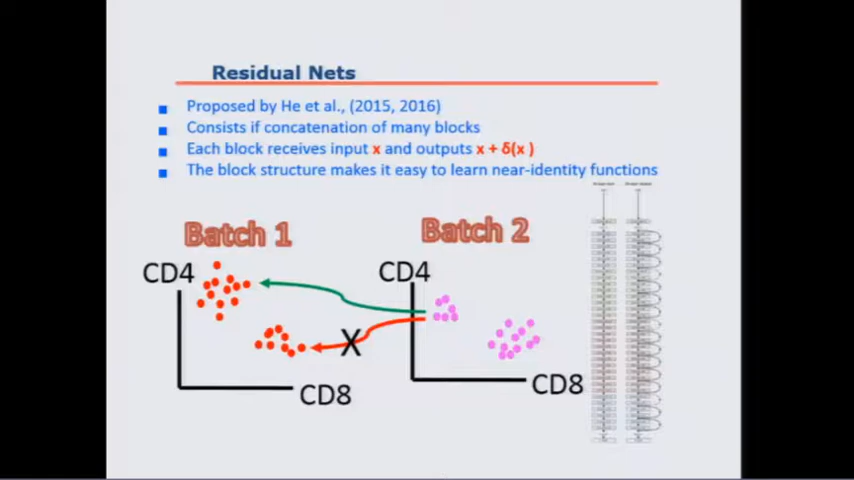 Residual Nets
Proposed by He et al., (2015, 2016)
Consists if concatenation of many blocks
Each block receives input x and outputs x + δ(x )
The block structure makes it easy to learn near-identity functions
Batch 1
Batch 2
CD4
CD4
X
CD8
CD8